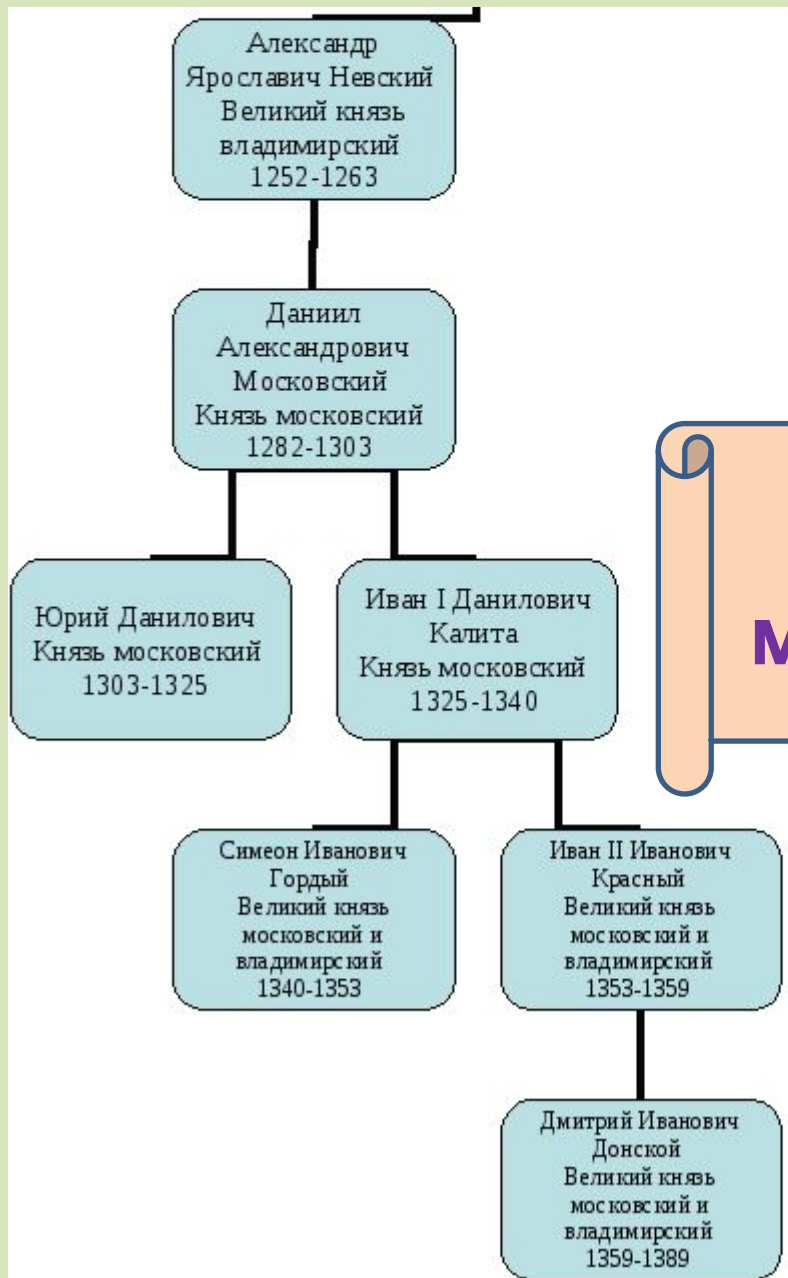 Александр
Ярославич Невский
Великий князь
владимирский
1252-1263
Даниил
Александрович
Московский
Князь московский
1282-1303
Юрий Данилович
Князь московский
1303-1325
Иван I Данилович
Калита
Князь московский
1325-1340
М
Симеон Иванович
Гордый
Великий князь
московский и
владимирский
1340-1353
Иван II Иванович
Красный
Великий князь
московский и
владимирский
1353-1359
Дмитрий Иванович
Донской
Великий князь
московский и
владимирский
1359-1389